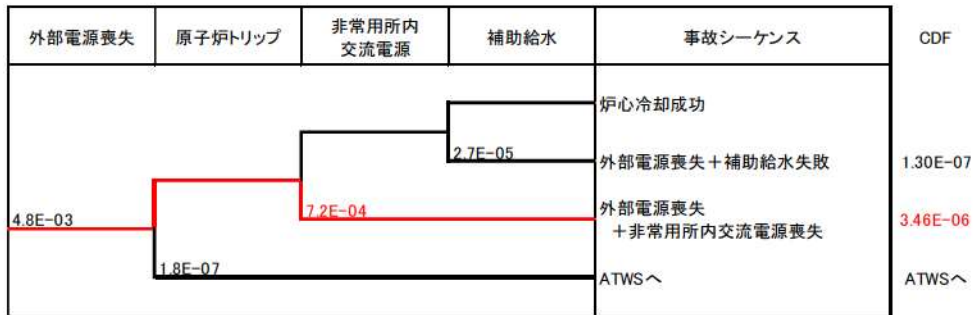 外部電源喪失
原子炉トリップ
非常用所内
交流電源
補助給水
事故シーケンス
CDF
炉心冷却成功
2.7E-05
外部電源喪失+補助給水失敗
1.30E-07
7.2E-04
外部電源喪失
+非常用所内交流電源喪失
3.46E-06
4.8E-03
1.8E-07
ATWSへ
ATWSへ